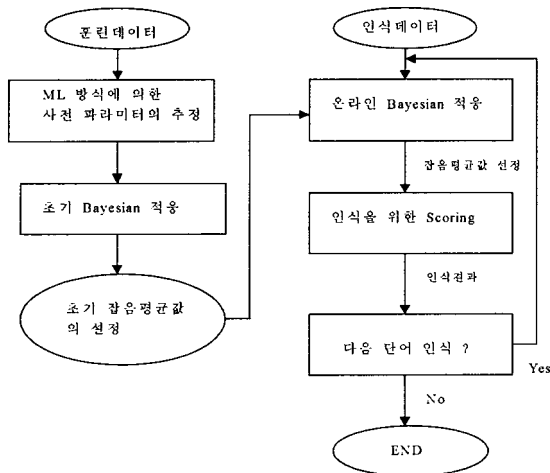 훈련데이터
ML 방식에 의한
사전 파라미터의 추정
초기 Bayesian 적응
초기 잡음평균값
의 선정
인식데이터
온라인 Bayesian 적응
잡음평균값 선정
인식을 위한 Scoring
인식결과
다음 단어 인식 ?
Yes
No
END